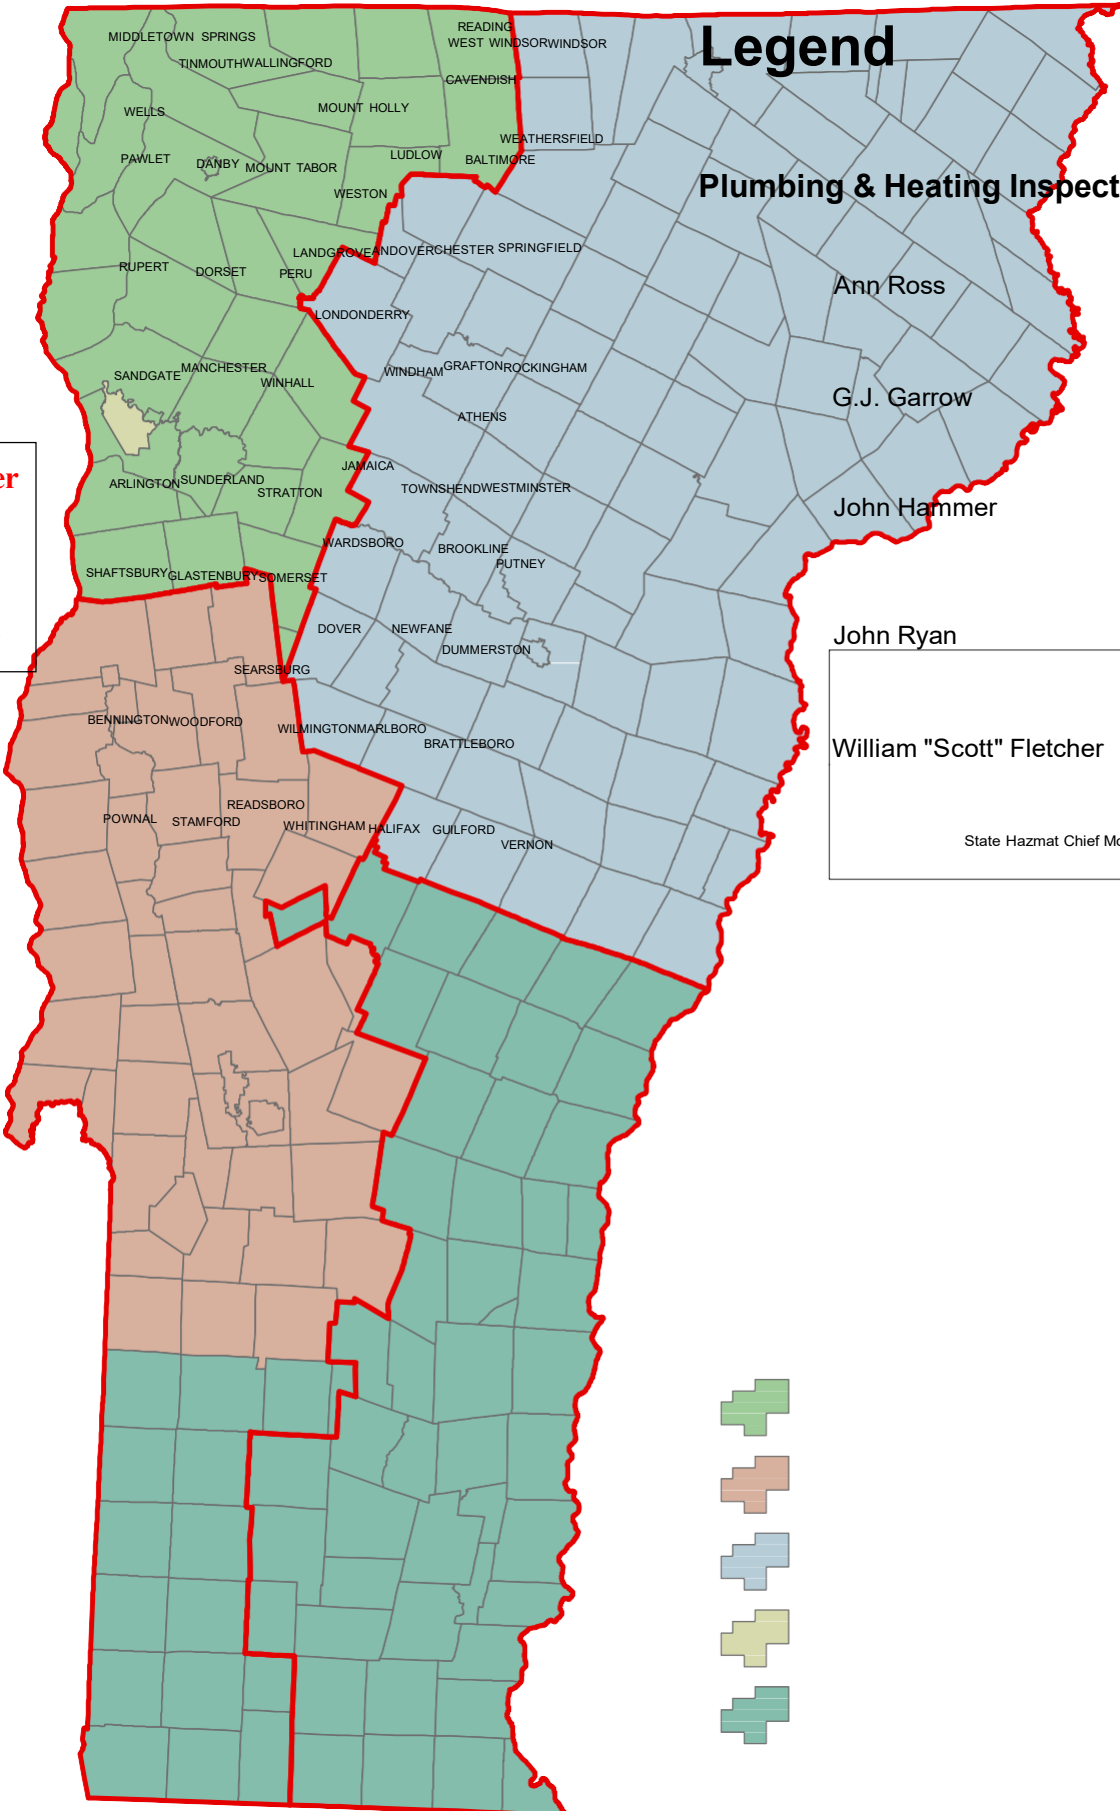 Legend
Plumbing & Heating Inspect
Ann Ross
G.J. Garrow
John Hammer
John Ryan
William "Scott" Fletcher
State Hazmat Chief Mo
er
READING
MIDDLETOWN SPRINGS
WEST WINDSOR
WINDSOR
TINMOUTH
WALLINGFORD
CAVENDISH
WELLS
MOUNT HOLLY
WEATHERSFIELD
PAWLET
DANBY
MOUNT TABOR
LUDLOW
BALTIMORE
WESTON
LANDGROVE
ANDOVER
CHESTER
SPRINGFIELD
RUPERT
DORSET
PERU
LONDONDERRY
SANDGATE
MANCHESTER
WINHALL
WINDHAM
GRAFTON
ROCKINGHAM
ATHENS
JAMAICA
ARLINGTON
SUNDERLAND
STRATTON
TOWNSHEND
WESTMINSTER
WARDSBORO
BROOKLINE
PUTNEY
SHAFTSBURY
GLASTENBURY
SOMERSET
DOVER
NEWFANE
DUMMERSTON
SEARSBURG
BENNINGTON
WOODFORD
WILMINGTON
MARLBORO
BRATTLEBORO
READSBORO
POWNAL
STAMFORD
WHITINGHAM
HALIFAX
GUILFORD
VERNON